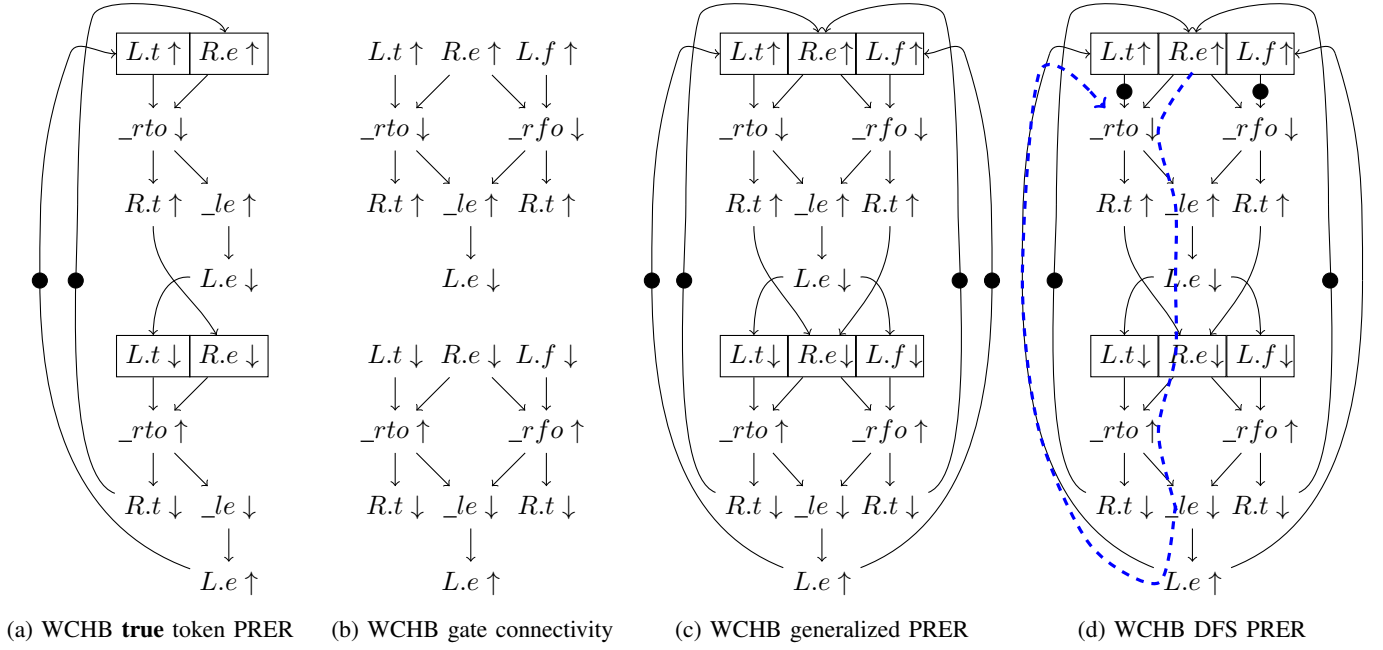 L.t ↑ R.e ↑
_rto ↓
R.t ↑ _le ↑
L.e ↓
L.t ↓ R.e ↓
_rto ↑
R.t ↓ _le ↓
L.e ↑
(a) WCHB true token PRER
L.t ↑ R.e ↑ L.f ↑
_rto ↓ _rfo ↓
R.t ↑ _le ↑ R.t ↑
L.e ↓
L.t ↓ R.e ↓ L.f ↓
_rto ↑ _rfo ↑
R.t ↓ _le ↓ R.t ↓
L.e ↑
(b) WCHB gate connectivity
L.t ↑ R.e ↑ L.f ↑
_rto ↓ _rfo ↓
R.t ↑ _le ↑ R.t ↑
L.e ↓
L.t ↓ R.e ↓ L.f ↓
_rto ↑ _rfo ↑
R.t ↓ _le ↓ R.t ↓
L.e ↑
(c) WCHB generalized PRER
L.t ↑ R.e ↑ L.f ↑
_rto ↓ _rfo ↓
R.t ↑ _le ↑ R.t ↑
L.e ↓
L.t ↓ R.e ↓ L.f ↓
_rto ↑ _rfo ↑
R.t ↓ _le ↓ R.t ↓
L.e ↑
(d) WCHB DFS PRER